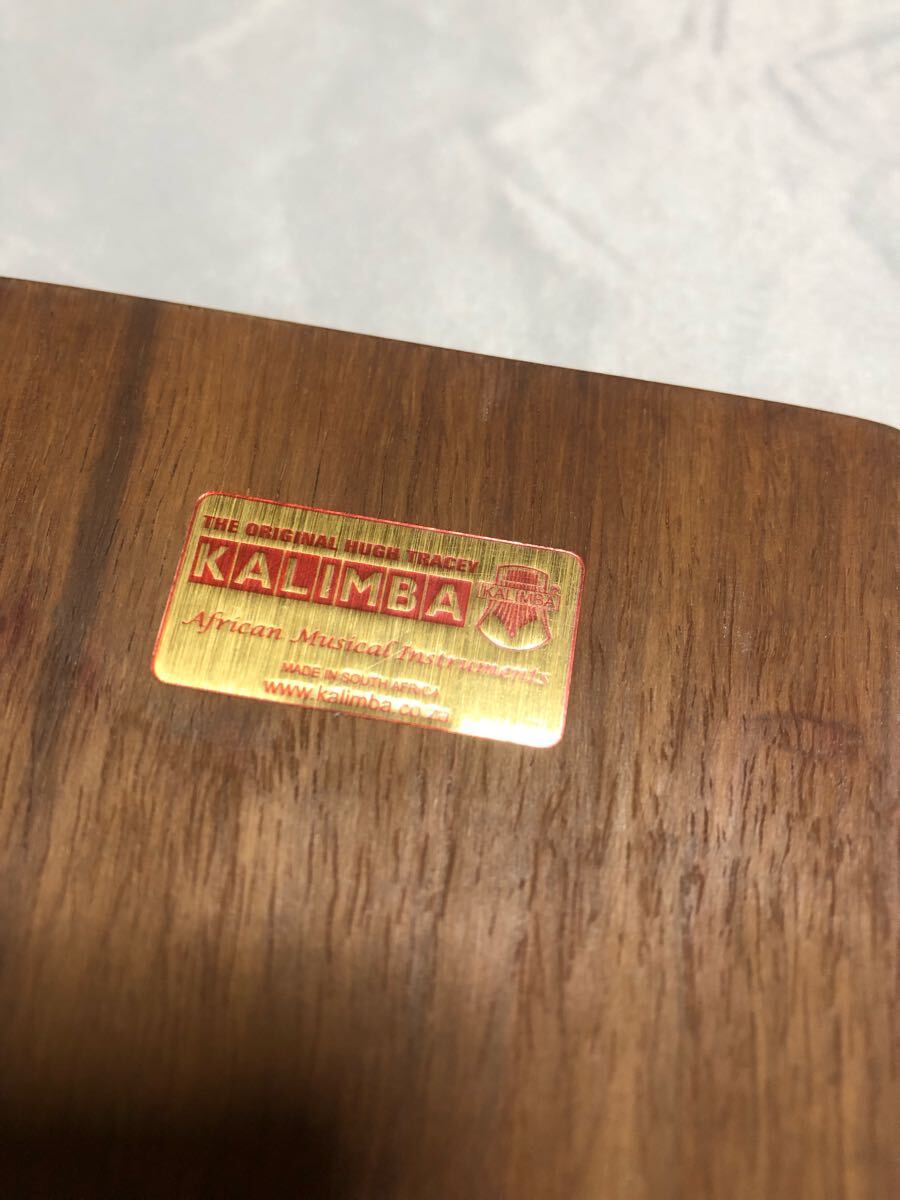 THE ORIGINAL HUGH TRACEY
KALIMBA
KALIMBA
African Musical Instruments
MADE IN SOUTH AFRICA
www.kalimba.co.za